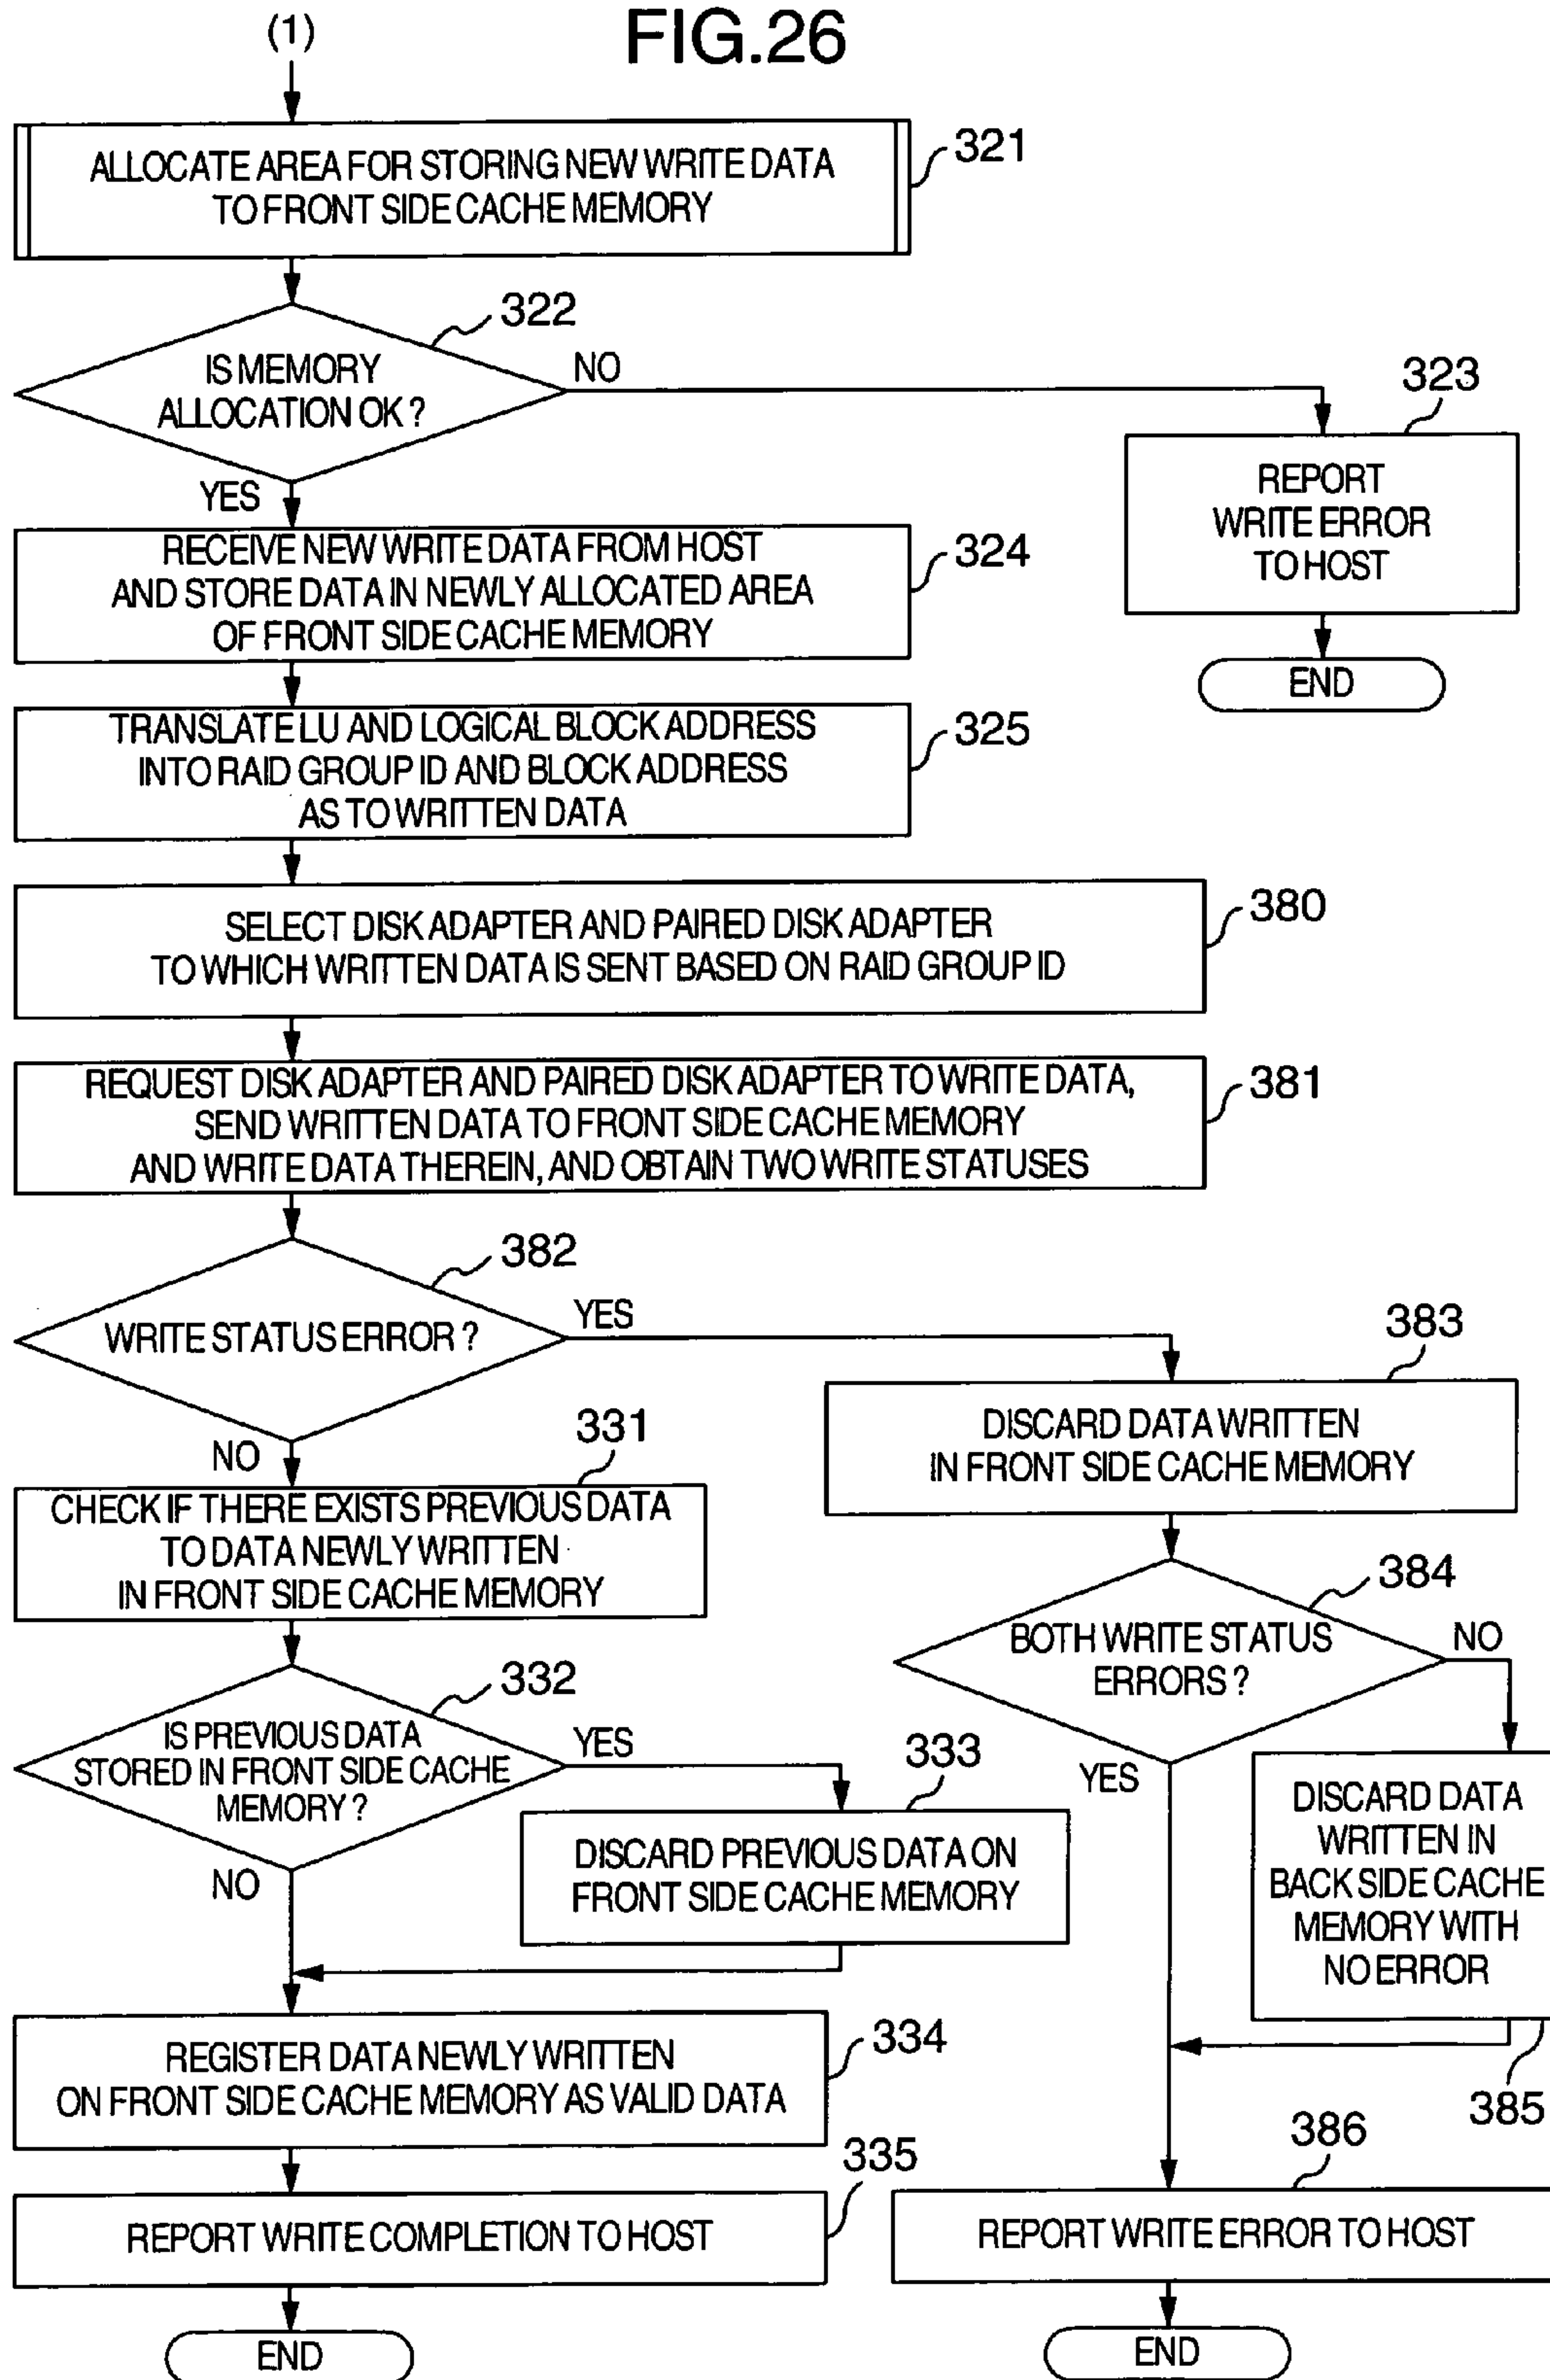 FIG.26
(1)
ALLOCATE AREA FOR STORING NEW WRITE DATA
TO FRONT SIDE CACHE MEMORY
321
322
IS MEMORY
ALLOCATION OK ?
NO
YES
323
REPORT
WRITE ERROR
TO HOST
END
RECEIVE NEW WRITE DATA FROM HOST
AND STORE DATA IN NEWLY ALLOCATED AREA
OF FRONT SIDE CACHE MEMORY
324
TRANSLATE LU AND LOGICAL BLOCK ADDRESS
INTO RAID GROUP ID AND BLOCK ADDRESS
AS TO WRITTEN DATA
325
SELECT DISK ADAPTER AND PAIRED DISK ADAPTER
TO WHICH WRITTEN DATA IS SENT BASED ON RAID GROUP ID
380
REQUEST DISK ADAPTER AND PAIRED DISK ADAPTER TO WRITE DATA,
SEND WRITTEN DATA TO FRONT SIDE CACHE MEMORY
AND WRITE DATA THEREIN, AND OBTAIN TWO WRITE STATUSES
381
382
WRITE STATUS ERROR ?
YES
NO
331
CHECK IF THERE EXISTS PREVIOUS DATA
TO DATA NEWLY WRITTEN
IN FRONT SIDE CACHE MEMORY
332
IS PREVIOUS DATA
STORED IN FRONT SIDE CACHE
MEMORY ?
YES
NO
333
DISCARD PREVIOUS DATA ON
FRONT SIDE CACHE MEMORY
REGISTER DATA NEWLY WRITTEN
ON FRONT SIDE CACHE MEMORY AS VALID DATA
334
335
REPORT WRITE COMPLETION TO HOST
END
383
DISCARD DATA WRITTEN
IN FRONT SIDE CACHE MEMORY
384
BOTH WRITE STATUS
ERRORS ?
NO
YES
DISCARD DATA
WRITTEN IN
BACK SIDE CACHE
MEMORY WITH
NO ERROR
385
386
REPORT WRITE ERROR TO HOST
END